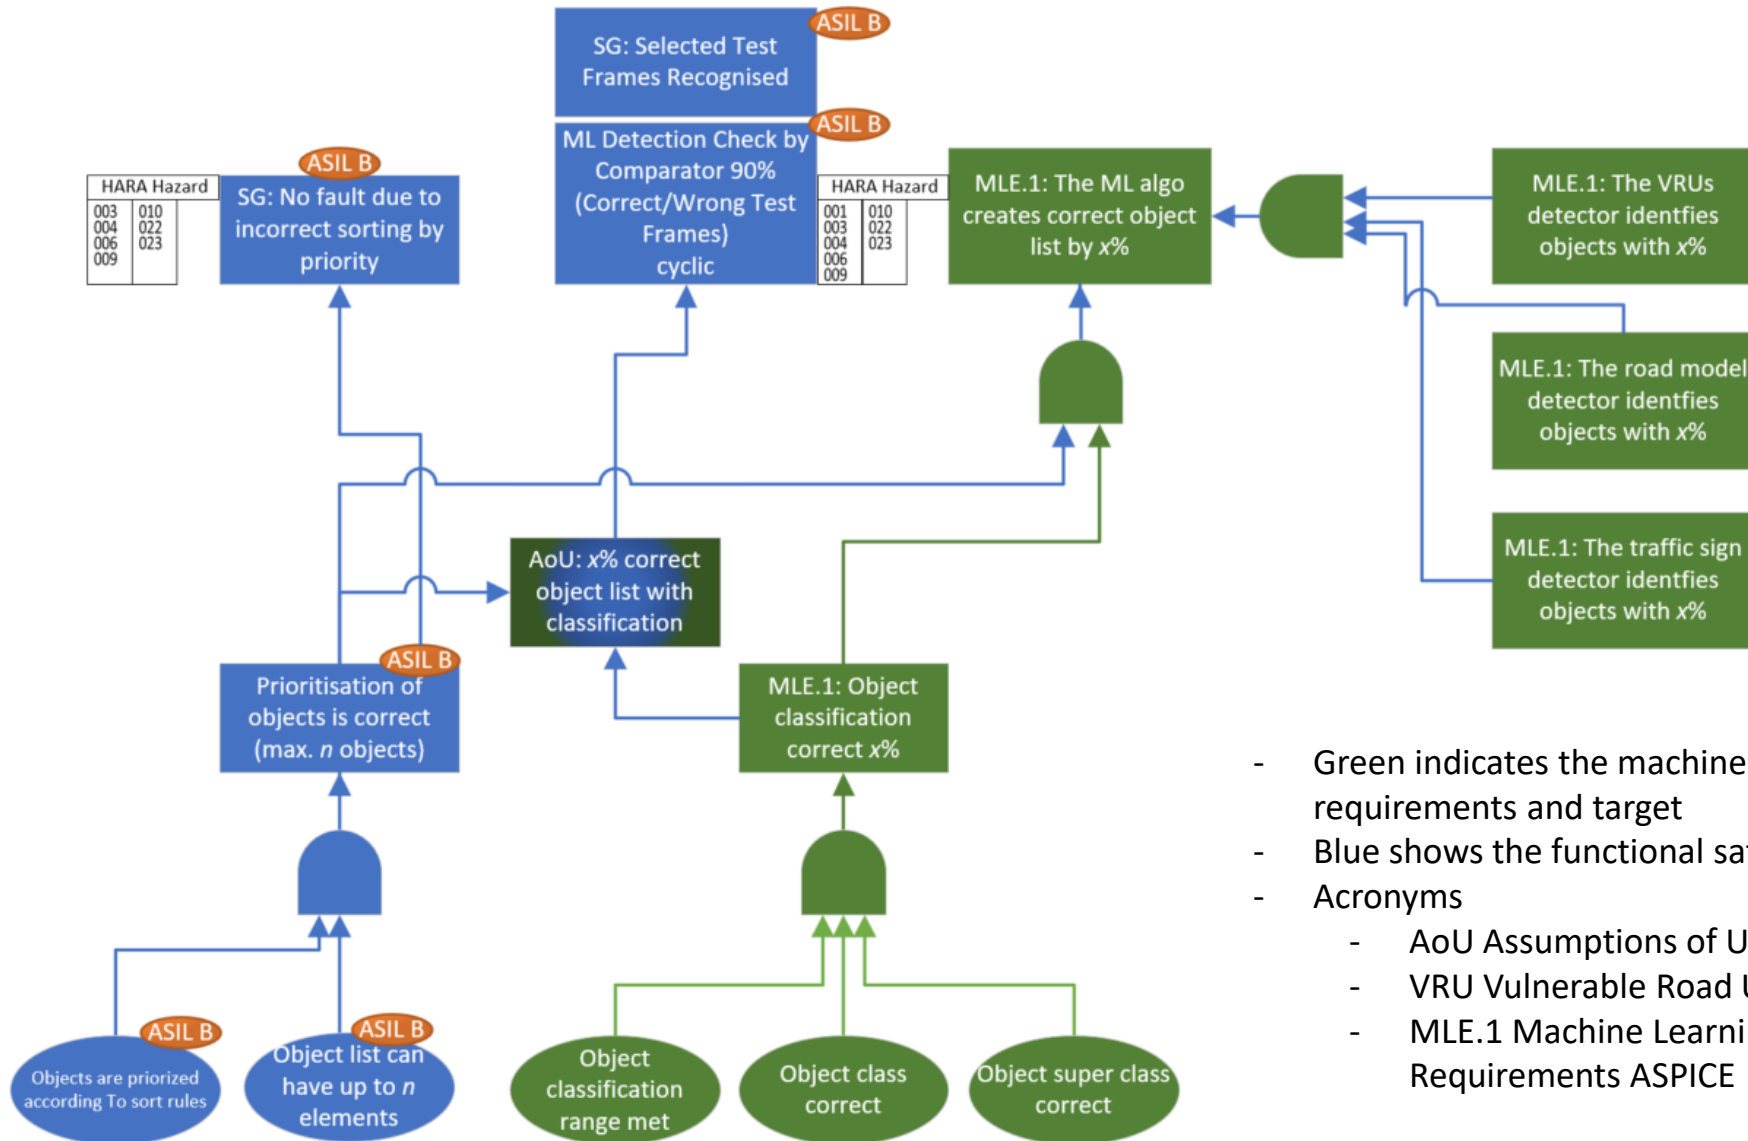 SG: Selected Test
Frames Recognised
ASIL B
ML Detection Check by
Comparator 90%
(Correct/Wrong Test
Frames)
cyclic
ASIL B
ASIL B
HARA Hazard
003 010
004 022
006 023
009
SG: No fault due to
incorrect sorting by
priority
HARA Hazard
001 010
003 022
004 023
006
009
MLE.1: The ML algo
creates correct object
list by x%
MLE.1: The VRUs
detector identfies
objects with x%
MLE.1: The road model
detector identfies
objects with x%
MLE.1: The traffic sign
detector identfies
objects with x%
AoU: x% correct
object list with
classification
ASIL B
Prioritisation of
objects is correct
(max. n objects)
MLE.1: Object
classification
correct x%
ASIL B
Objects are priorized
according To sort rules
ASIL B
Object list can
have up to n
elements
Object
classification
range met
Object class
correct
Object super class
correct
- Green indicates the machine
requirements and target
- Blue shows the functional sa
- Acronyms
- AoU Assumptions of U
- VRU Vulnerable Road
- MLE.1 Machine Learni
Requirements ASPICE